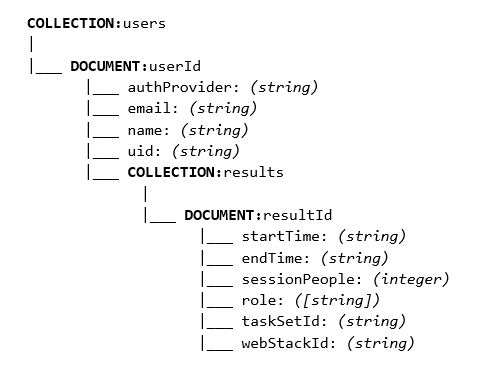 COLLECTION:users
|
|___ DOCUMENT:userId
|___ authProvider: (string)
|___ email: (string)
|___ name: (string)
|___ uid: (string)
|___ COLLECTION:results
|
|___ DOCUMENT:resultId
|___ startTime: (string)
|___ endTime: (string)
|___ sessionPeople: (integer)
|___ role: ([string])
|___ taskSetId: (string)
|___ webStackId: (string)